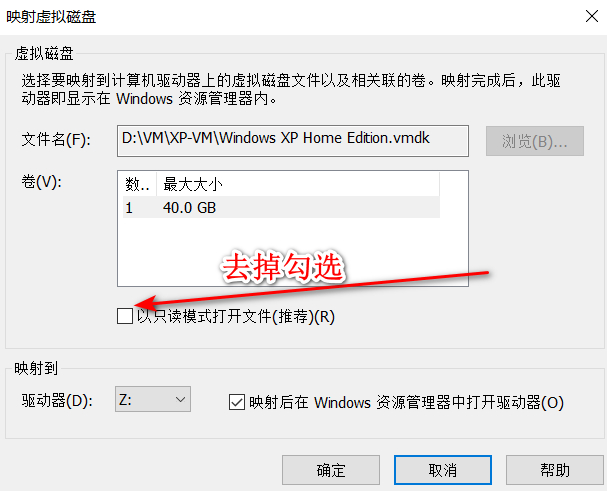 映射虚拟磁盘
虚拟磁盘
选择要映射到计算机驱动器上的虚拟磁盘文件以及相关联的卷。映射完成后，此驱
动器即显示在 Windows 资源管理器内。
文件名(F):
D:\VM\XP-VM\Windows XP Home Edition.vmdk
浏览(B)...
卷(V):
数.. 最大大小
1 40.0 GB
去掉勾选
以只读模式打开文件(推荐)(R)
映射到
驱动器(D):
Z:
映射后在 Windows 资源管理器中打开驱动器(O)
确定
取消
帮助